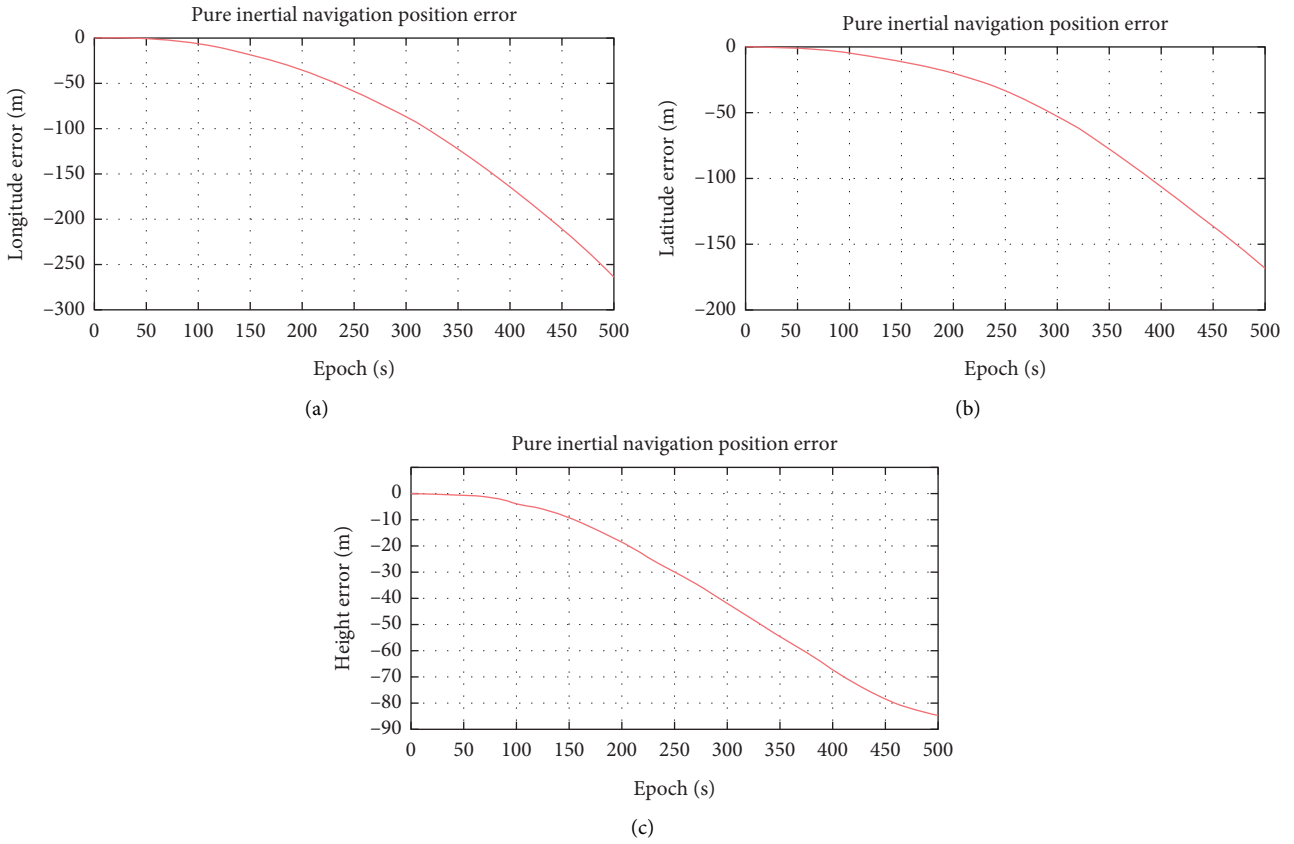 Pure inertial navigation position error
Longitude error (m)
0
–50
–100
–150
–200
–250
–300
0 50 100 150 200 250 300 350 400 450 500
Epoch (s)
(a)
Pure inertial navigation position error
Latitude error (m)
0
–50
–100
–150
–200
0 50 100 150 200 250 300 350 400 450 500
Epoch (s)
(b)
Pure inertial navigation position error
Height error (m)
0
–10
–20
–30
–40
–50
–60
–70
–80
–90
0 50 100 150 200 250 300 350 400 450 500
Epoch (s)
(c)